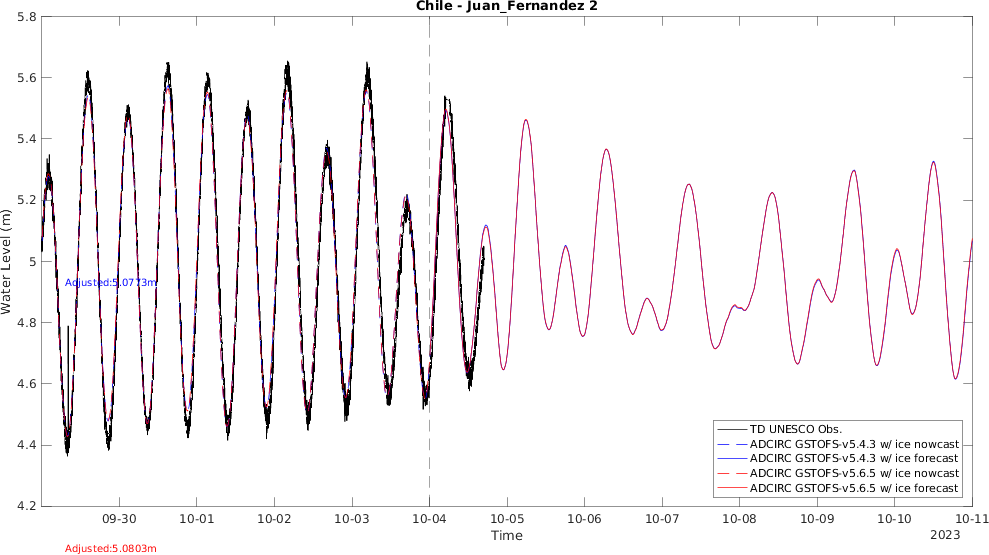 Chile - Juan_Fernandez 2
5.8
5.6
5.4
5.2
5
4.8
4.6
4.4
4.2
Water Level (m)
Adjusted:5.0773m
TD UNESCO Obs.
ADCIRC GSTOFS-v5.4.3 w/ ice nowcast
ADCIRC GSTOFS-v5.4.3 w/ ice forecast
ADCIRC GSTOFS-v5.6.5 w/ ice nowcast
ADCIRC GSTOFS-v5.6.5 w/ ice forecast
09-30 10-01 10-02 10-03 10-04 10-05 10-06 10-07 10-08 10-09 10-10 10-11
Time
2023
Adjusted:5.0803m